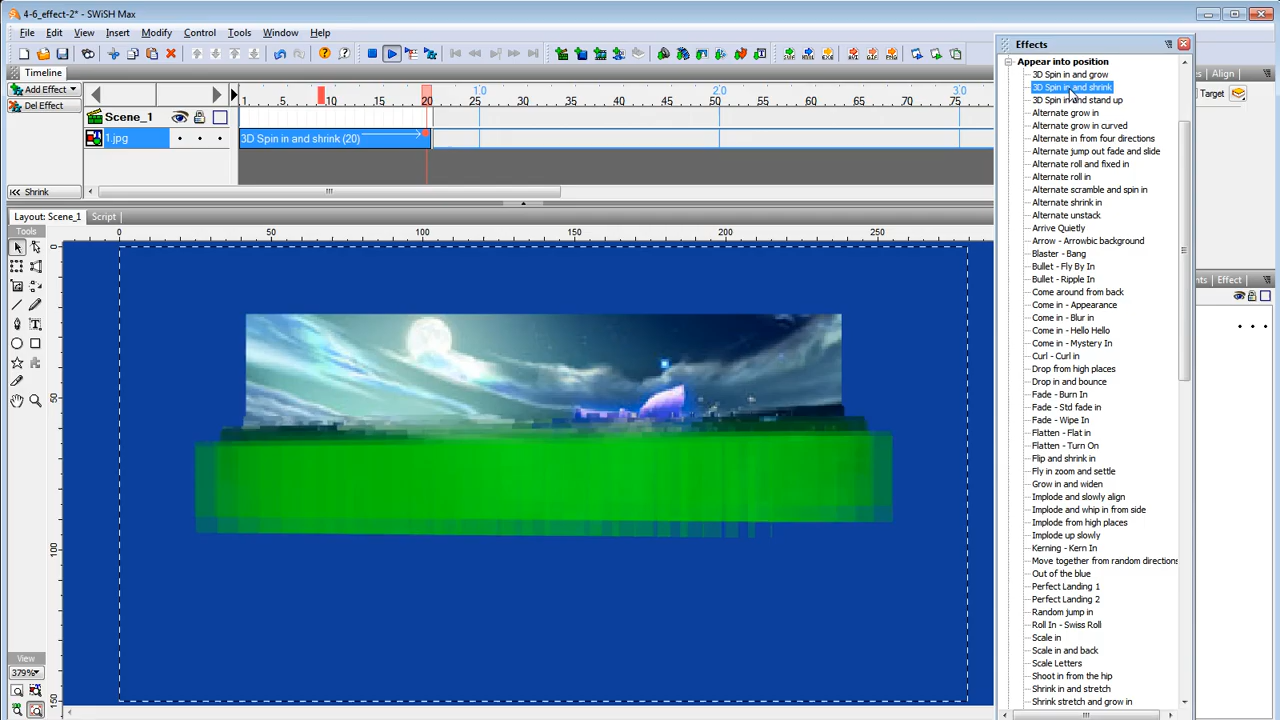 4-6_effect-2* - SWiSH Max
File Edit View Insert Modify Control Tools Window Help
Timeline
Add Effect
Del Effect
1 5 10 15 20 1.0 25 30 35 40 45 2.0 50 55 60 65 70 3.0 75
Scene_1
1.jpg
3D Spin in and shrink (20)
Shrink
Layout: Scene_1 Script
Tools
0 50 100 150 200 250
0
50
100
150
View
379%
Effects
Appear into position
3D Spin in and grow
3D Spin in and shrink
3D Spin in and stand up
Alternate grow in
Alternate grow in curved
Alternate in from four directions
Alternate jump out fade and slide
Alternate roll and fixed in
Alternate roll in
Alternate scramble and spin in
Alternate shrink in
Alternate unstack
Arrive Quietly
Arrow - Arrowbic background
Blaster - Bang
Bullet - Fly By In
Bullet - Ripple In
Come around from back
Come in - Appearance
Come in - Blur in
Come in - Hello Hello
Come in - Mystery In
Curl - Curl in
Drop from high places
Drop in and bounce
Fade - Burn In
Fade - Std fade in
Fade - Wipe In
Flatten - Flat in
Flatten - Turn On
Flip and shrink in
Fly in zoom and settle
Grow in and widen
Implode and slowly align
Implode and whip in from side
Implode from high places
Implode up slowly
Kerning - Kern In
Move together from random directions
Out of the blue
Perfect Landing 1
Perfect Landing 2
Random jump in
Roll In - Swiss Roll
Scale in
Scale in and back
Scale Letters
Shoot in from the hip
Shrink in and stretch
Shrink stretch and grow in
Align
Target
Effect